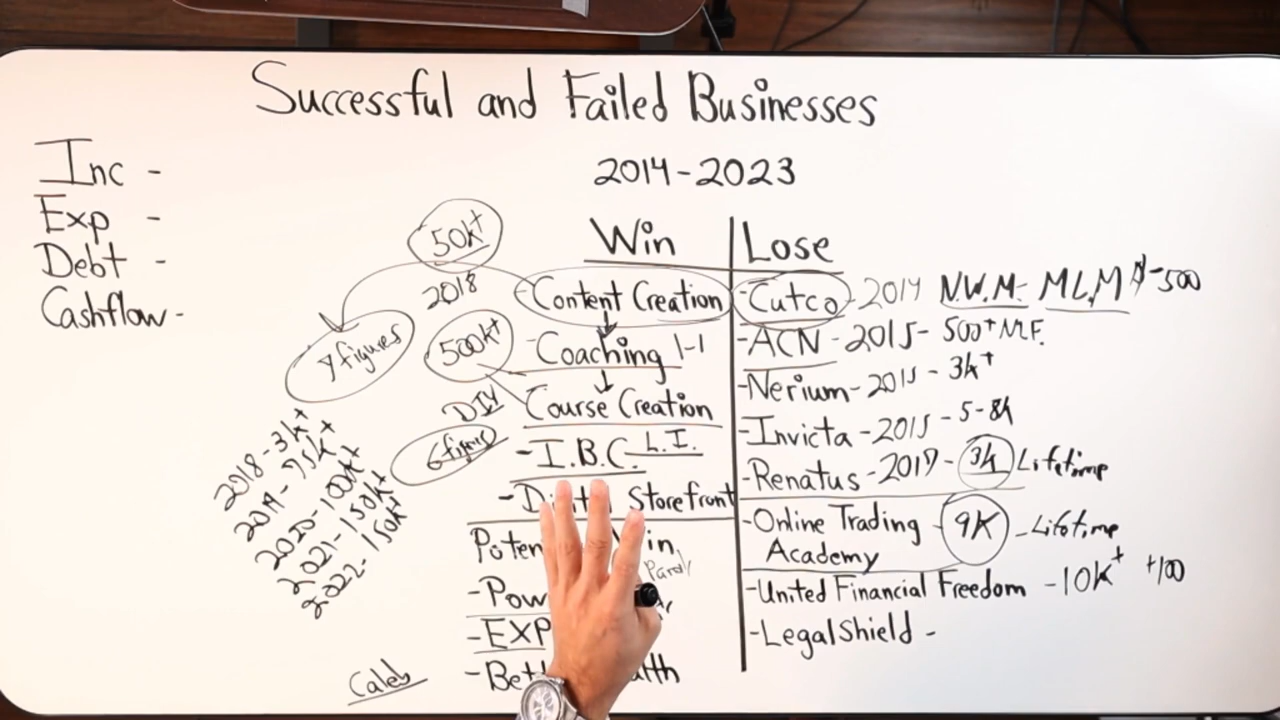 Successful and Failed Businesses
2014-2023
Inc -
Exp -
Debt -
Cashflow -
Win
Lose
50k+
2018
7 figures
500k+
DIY
6 figure
2018-3k+
2019-75k+
2020-100k+
2021-150k+
2022-150k+
Content Creation
Coaching 1-1
Course Creation
-I.B.C. L.I.
- Storefront
-EXP
Caleb
-Cutco - 2014 N.W.M- MLM $-500
-ACN - 2015- 500+
-Nerium- 2015 - 3k+
-Invicta - 2015 - 5-8k
-Renatus - 2017- 3k Lifetime
-Online Trading Academy - 9K - Lifetime
-United Financial Freedom -10K+ +100
-LegalShield -